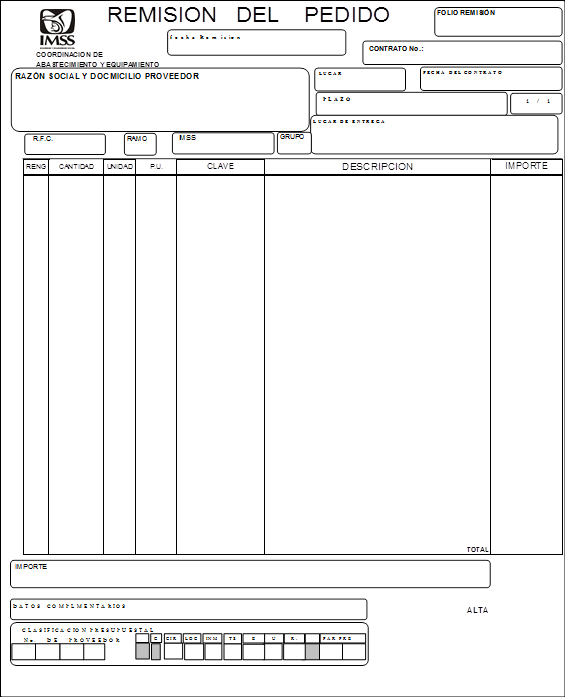 REMISION DEL PEDIDO
FOLIO REMISIÓN
IMSS
Fecha Remision
COORDINACION DE
ABASTECIMIENTO Y EQUIPAMIENTO
CONTRATO No.:
RAZÓN SOCIAL Y DOCMICILIO PROVEEDOR
LUGAR
FECHA DEL CONTRATO
PLAZO
1 / 1
LUGAR DE ENTREGA
R.F.C.
RAMO
IMSS
GRUPO
RENG CANTIDAD UNIDAD P.U. CLAVE DESCRIPCION IMPORTE
TOTAL
IMPORTE
DATOS COMPLMENTARIOS
ALTA
CLASIFICACION PRESUPUESTAL
No. DE PROVEEDOR
C CIR LOC INM TS E U R. PAR PRE